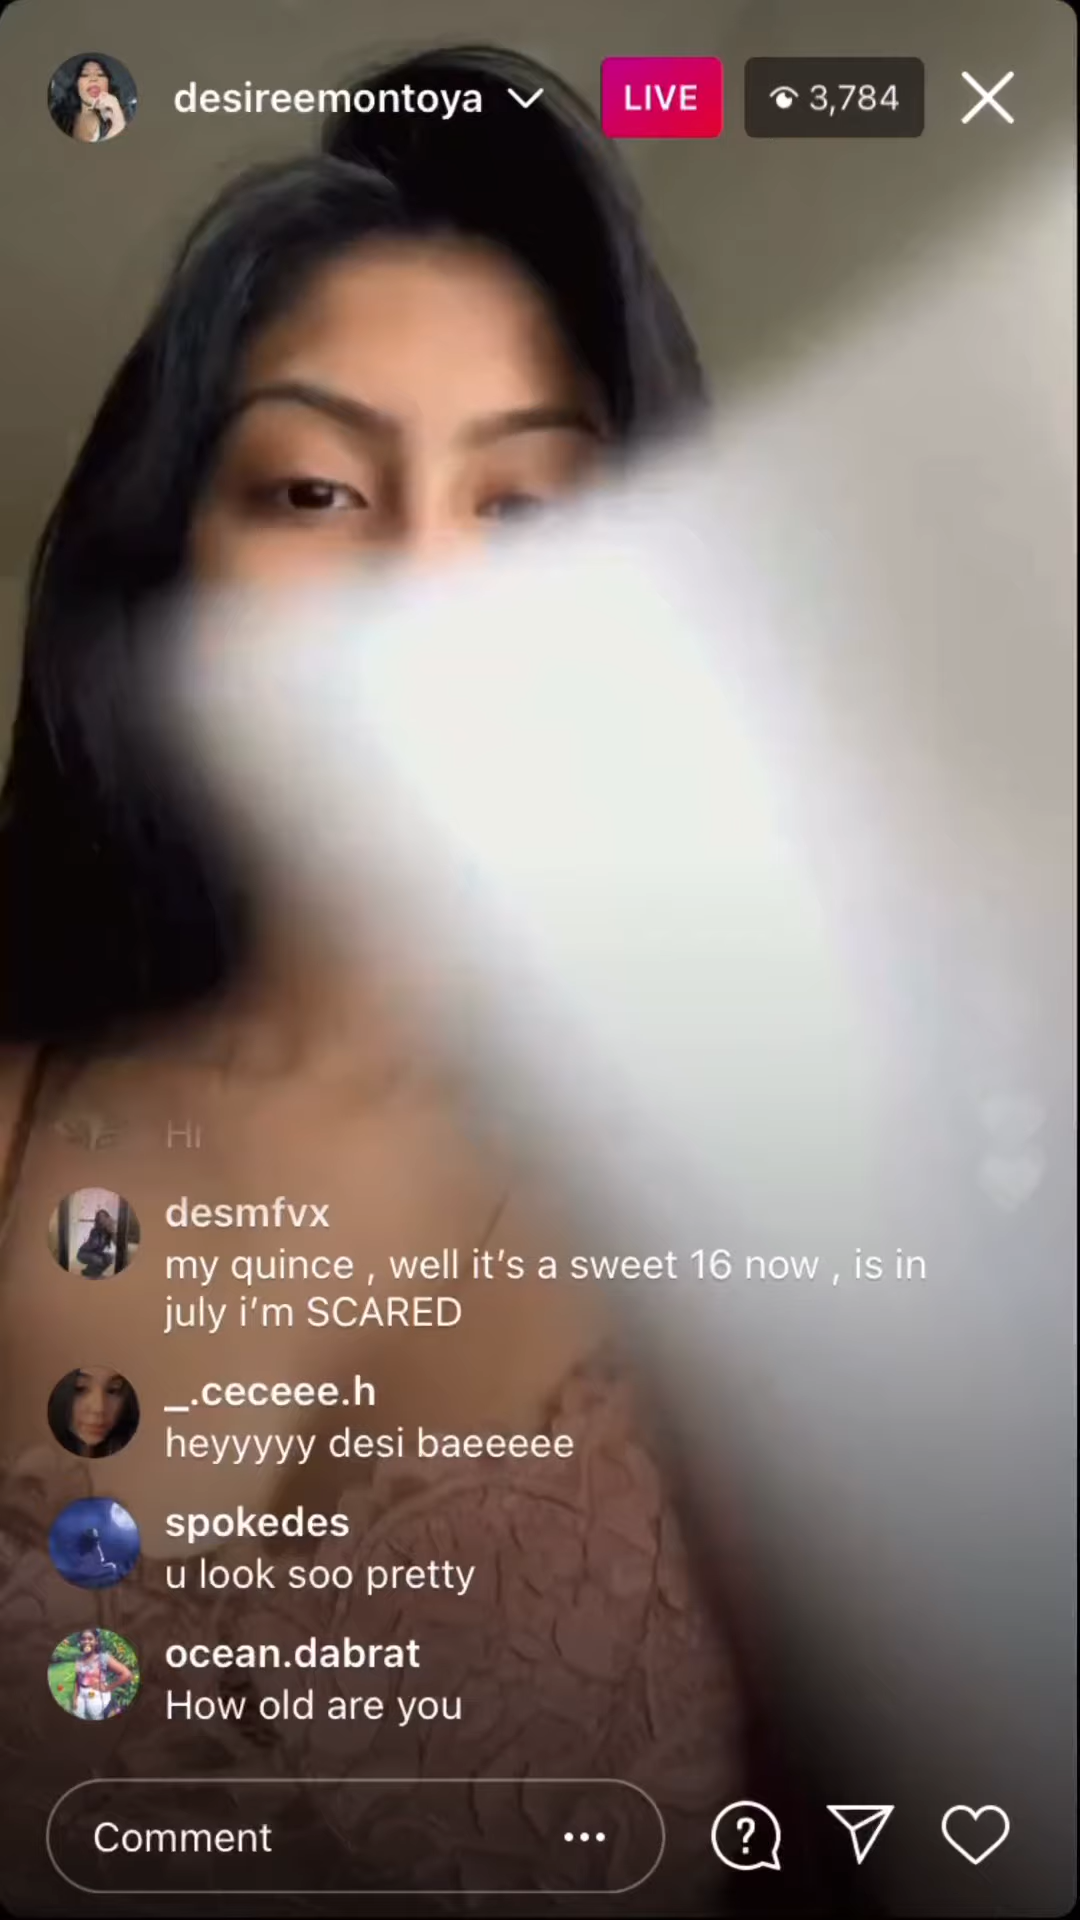 desireemontoya
LIVE
3,784
Hi
desmfvx
my quince , well it's a sweet 16 now , is in
july i'm SCARED
_.ceceee.h
heyyyyy desi baeeeee
spokedes
u look soo pretty
ocean.dabrat
How old are you
Comment